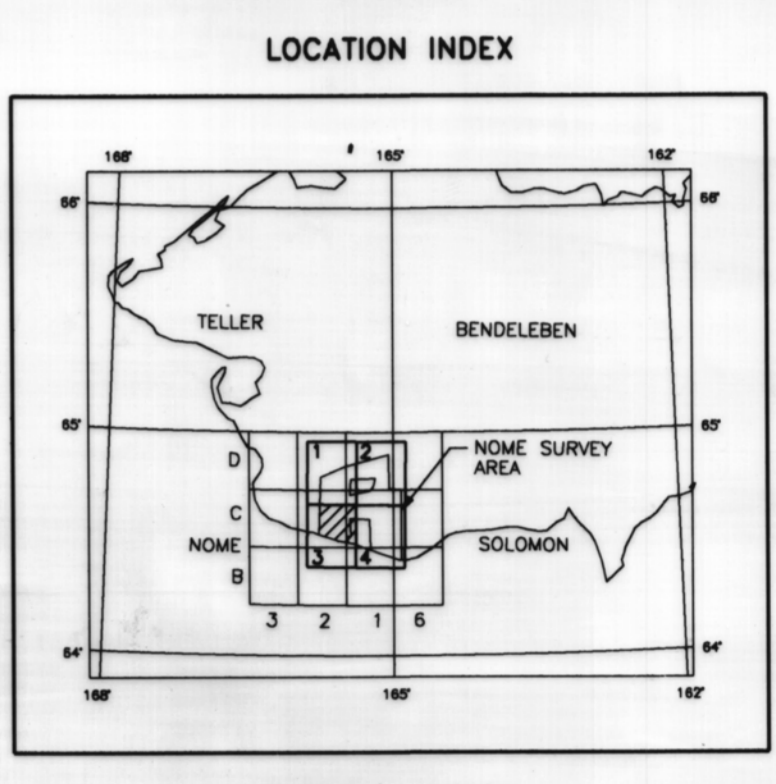 LOCATION INDEX
168° 165° 162°
66° 66°
TELLER
BENDELEBEN
65° 65°
D 1 2 NOME SURVEY
AREA
C
NOME SOLOMON
B 3 4
3 2 1 6
64° 64°
168° 165° 162°